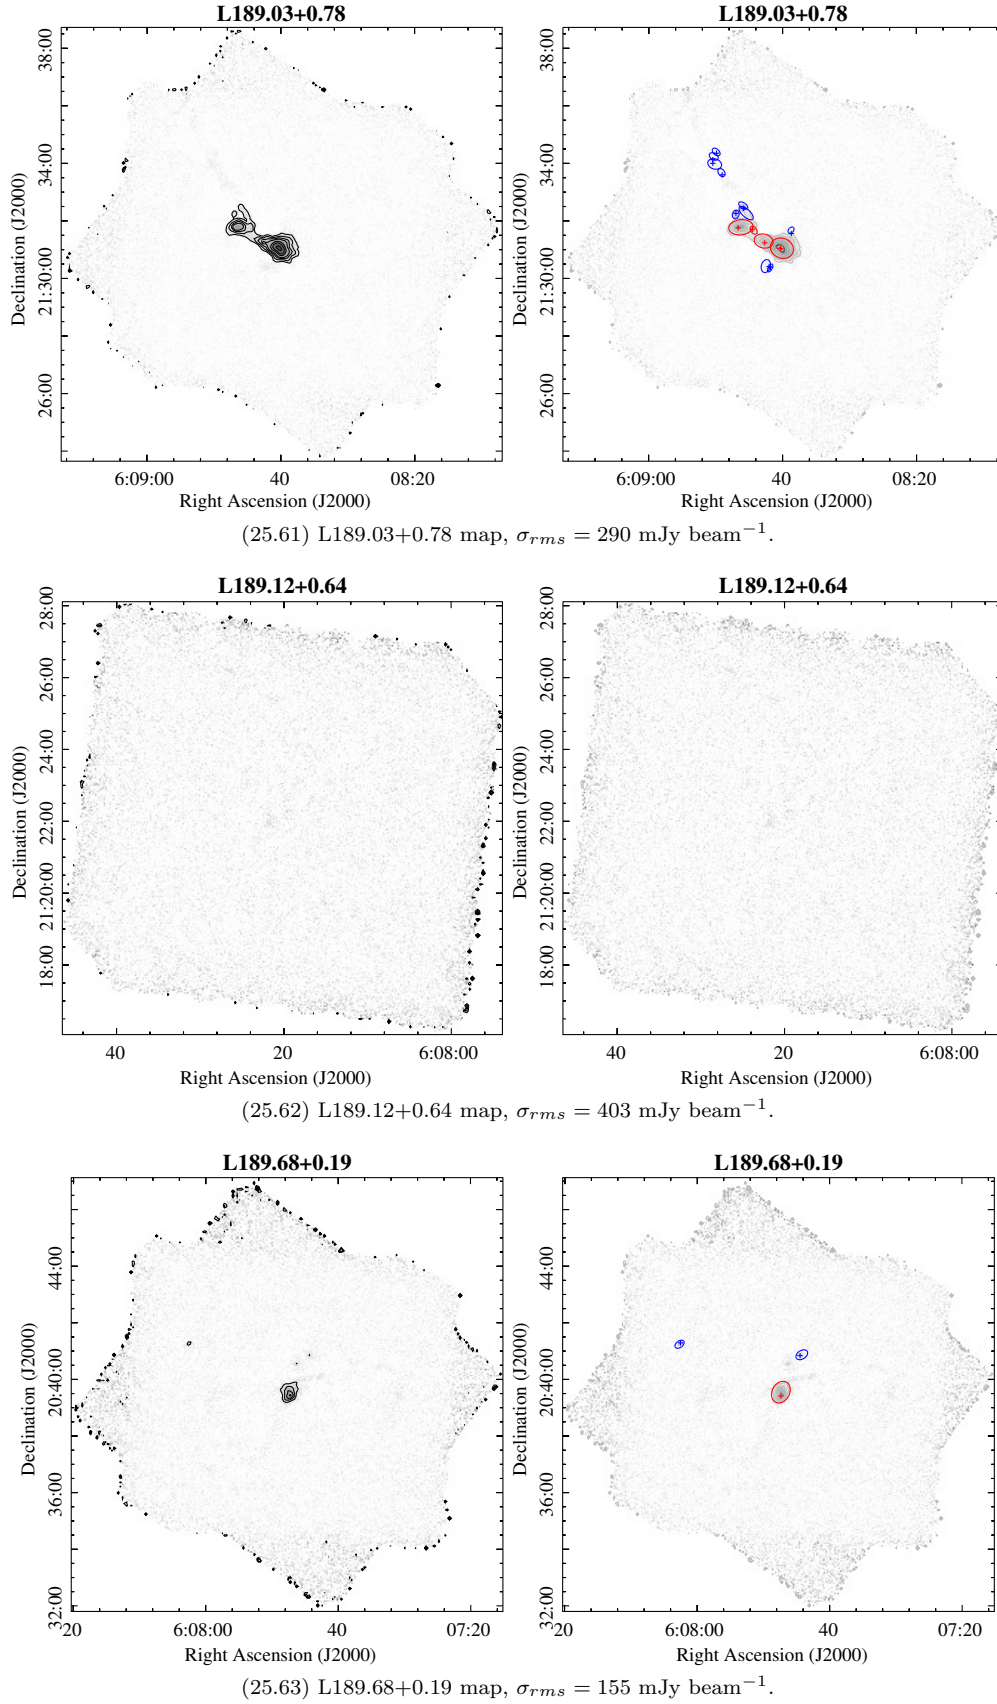 L189.03+0.78 L189.03+0.78
Declination (J2000) Declination (J2000)
38:00 38:00
34:00 34:00
21:30:00 21:30:00
26:00 26:00
6:09:00 40 08:20 6:09:00 40 08:20
Right Ascension (J2000) Right Ascension (J2000)
(25.61) L189.03+0.78 map, σrms = 290 mJy beam−1.
L189.12+0.64 L189.12+0.64
Declination (J2000) Declination (J2000)
28:00 28:00
26:00 26:00
24:00 24:00
22:00 22:00
21:20:00 21:20:00
18:00 18:00
40 20 6:08:00 40 20 6:08:00
Right Ascension (J2000) Right Ascension (J2000)
(25.62) L189.12+0.64 map, σrms = 403 mJy beam−1.
L189.68+0.19 L189.68+0.19
Declination (J2000) Declination (J2000)
44:00 44:00
20:40:00 20:40:00
36:00 36:00
32:00 32:00
:20 6:08:00 40 07:20 :20 6:08:00 40 07:20
Right Ascension (J2000) Right Ascension (J2000)
(25.63) L189.68+0.19 map, σrms = 155 mJy beam−1.